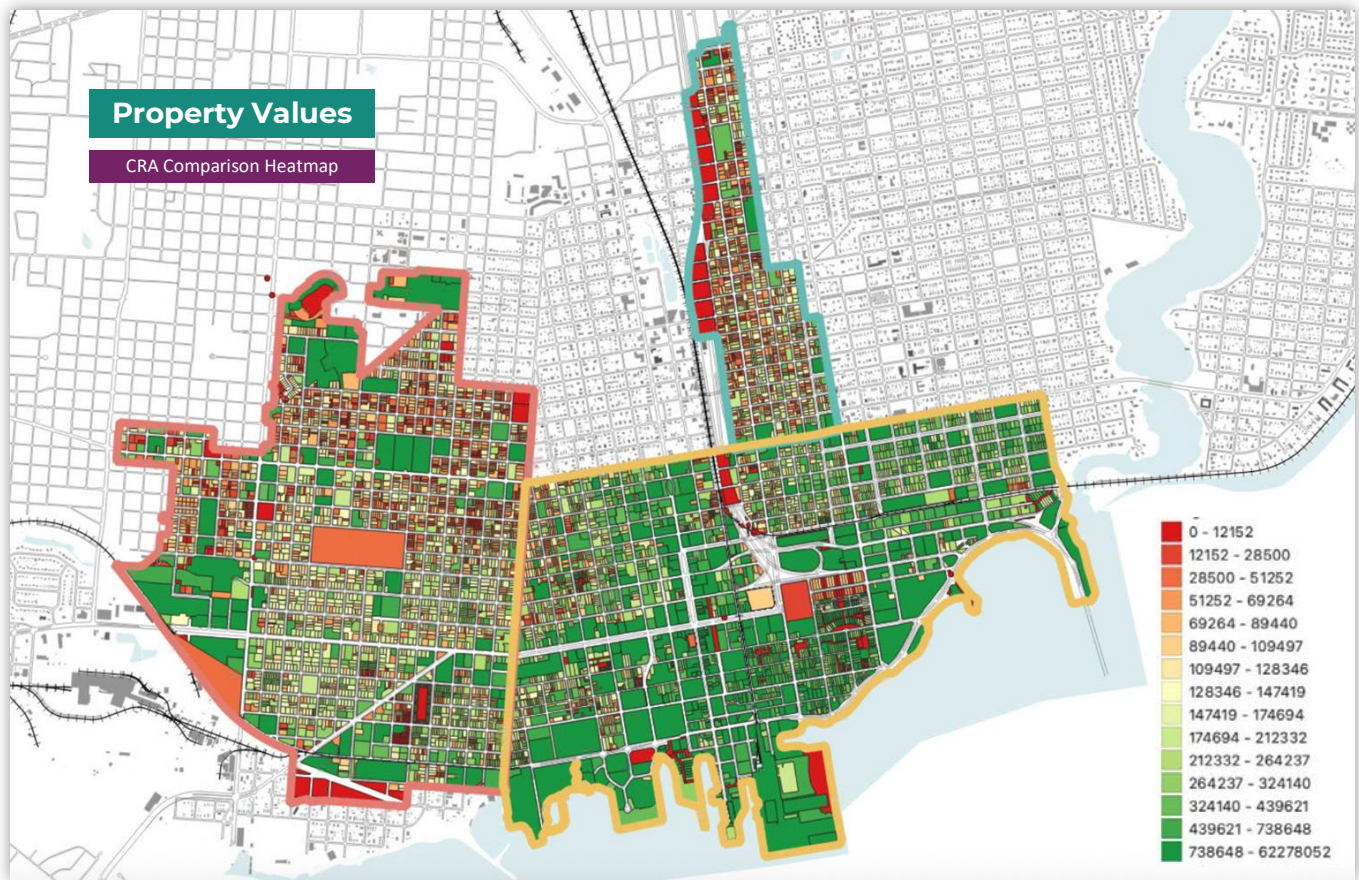 Property Values
CRA Comparison Heatmap
0 - 12152
12152 - 28500
28500 - 51252
51252 - 69264
69264 - 89440
89440 - 109497
109497 - 128346
128346 - 147419
147419 - 174694
174694 - 212332
212332 - 264237
264237 - 324140
324140 - 439621
439621 - 738648
738648 - 62278052